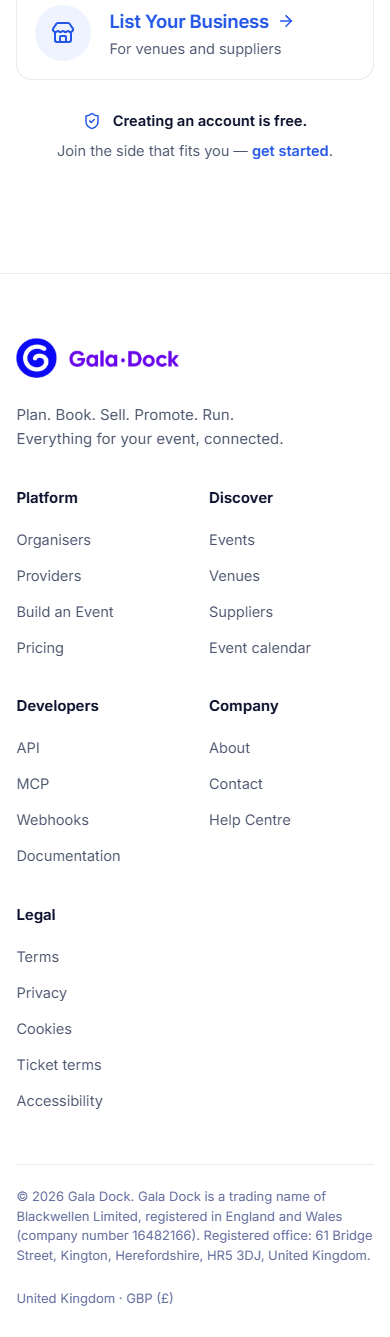 List Your Business →
For venues and suppliers
Creating an account is free.
Join the side that fits you — get started.
Gala·Dock
Plan. Book. Sell. Promote. Run.
Everything for your event, connected.
Platform
Organisers
Providers
Build an Event
Pricing
Discover
Events
Venues
Suppliers
Event calendar
Developers
API
MCP
Webhooks
Documentation
Company
About
Contact
Help Centre
Legal
Terms
Privacy
Cookies
Ticket terms
Accessibility
© 2026 Gala Dock. Gala Dock is a trading name of
Blackwellen Limited, registered in England and Wales
(company number 16482166). Registered office: 61 Bridge
Street, Kington, Herefordshire, HR5 3DJ, United Kingdom.
United Kingdom · GBP (£)